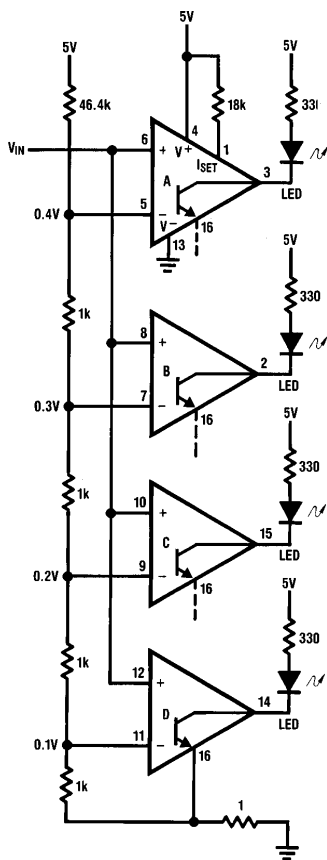 5V
5V
5V
46.4k
18k
330
4
V+
1
ISET
6
VIN
+
A
3
LED
0.4V
5
−
V−
16
13
1k
5V
330
8
+
B
2
LED
0.3V
7
−
16
1k
5V
330
10
+
C
15
LED
0.2V
9
−
16
1k
5V
330
12
+
D
14
LED
0.1V
11
−
16
1k
1